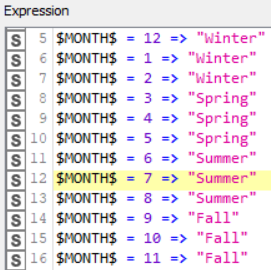 Expression
S 5 $MONTH$ = 12 => "Winter"
S 6 $MONTH$ = 1 => "Winter"
S 7 $MONTH$ = 2 => "Winter"
S 8 $MONTH$ = 3 => "Spring"
S 9 $MONTH$ = 4 => "Spring"
S 10 $MONTH$ = 5 => "Spring"
S 11 $MONTH$ = 6 => "Summer"
S 12 $MONTH$ = 7 => "Summer"
S 13 $MONTH$ = 8 => "Summer"
S 14 $MONTH$ = 9 => "Fall"
S 15 $MONTH$ = 10 => "Fall"
S 16 $MONTH$ = 11 => "Fall"